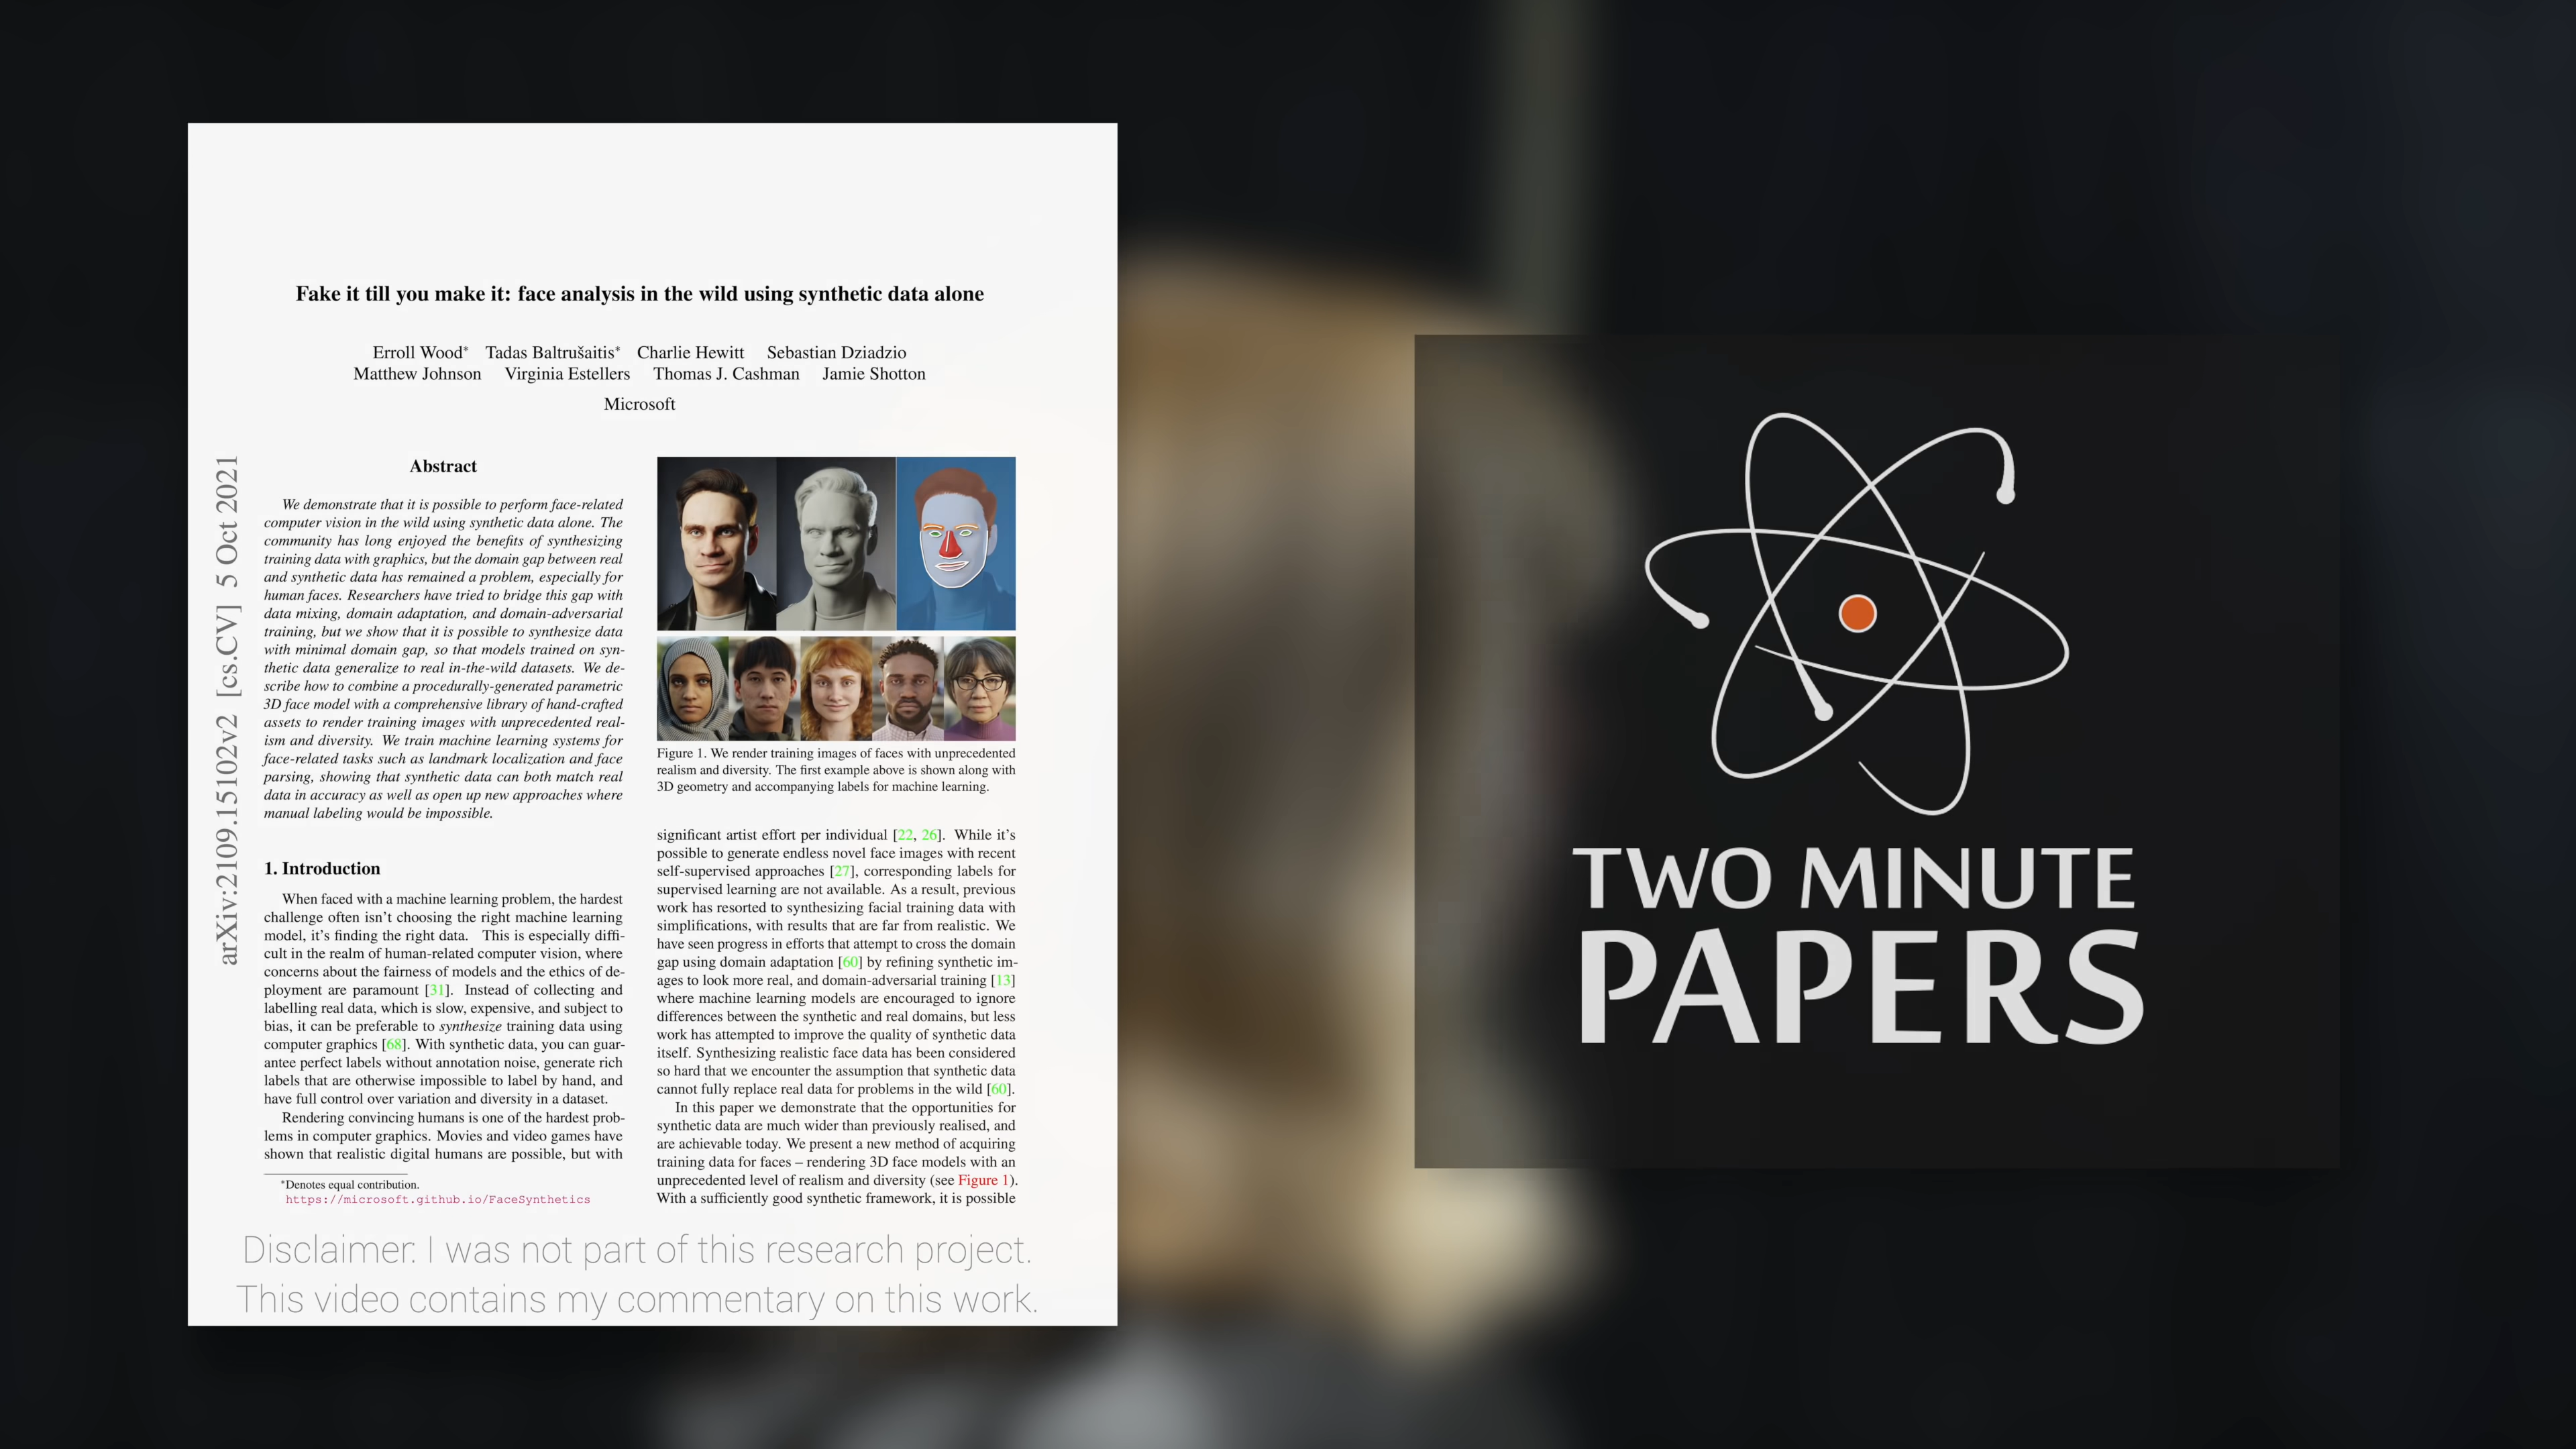 Fake it till you make it: face analysis in the wild using synthetic data alone
Erroll Wood* Tadas Baltrušaitis* Charlie Hewitt Sebastian Dziadzio
Matthew Johnson Virginia Estellers Thomas J. Cashman Jamie Shotton
Microsoft
arXiv:2109.15102v2 [cs.CV] 5 Oct 2021
Abstract
We demonstrate that it is possible to perform face-related
computer vision in the wild using synthetic data alone. The
community has long enjoyed the benefits of synthesizing
training data with graphics, but the domain gap between real
and synthetic data has remained a problem, especially for
human faces. Researchers have tried to bridge this gap with
data mixing, domain adaptation, and domain-adversarial
training, but we show that it is possible to synthesize data
with minimal domain gap, so that models trained on syn-
thetic data generalize to real in-the-wild datasets. We de-
scribe how to combine a procedurally-generated parametric
3D face model with a comprehensive library of hand-crafted
assets to render training images with unprecedented real-
ism and diversity. We train machine learning systems for
face-related tasks such as landmark localization and face
parsing, showing that synthetic data can both match real
data in accuracy as well as open up new approaches where
manual labeling would be impossible.
1. Introduction
When faced with a machine learning problem, the hardest
challenge often isn't choosing the right machine learning
model, it's finding the right data. This is especially diffi-
cult in the realm of human-related computer vision, where
concerns about the fairness of models and the ethics of de-
ployment are paramount [31]. Instead of collecting and
labelling real data, which is slow, expensive, and subject to
bias, it can be preferable to synthesize training data using
computer graphics [68]. With synthetic data, you can guar-
antee perfect labels without annotation noise, generate rich
labels that are otherwise impossible to label by hand, and
have full control over variation and diversity in a dataset.
Rendering convincing humans is one of the hardest prob-
lems in computer graphics. Movies and video games have
shown that realistic digital humans are possible, but with
*Denotes equal contribution.
https://microsoft.github.io/FaceSynthetics
Figure 1. We render training images of faces with unprecedented
realism and diversity. The first example above is shown along with
3D geometry and accompanying labels for machine learning.
significant artist effort per individual [22, 26]. While it's
possible to generate endless novel face images with recent
self-supervised approaches [27], corresponding labels for
supervised learning are not available. As a result, previous
work has resorted to synthesizing facial training data with
simplifications, with results that are far from realistic. We
have seen progress in efforts that attempt to cross the domain
gap using domain adaptation [60] by refining synthetic im-
ages to look more real, and domain-adversarial training [13]
where machine learning models are encouraged to ignore
differences between the synthetic and real domains, but less
work has attempted to improve the quality of synthetic data
itself. Synthesizing realistic face data has been considered
so hard that we encounter the assumption that synthetic data
cannot fully replace real data for problems in the wild [60].
In this paper we demonstrate that the opportunities for
synthetic data are much wider than previously realised, and
are achievable today. We present a new method of acquiring
training data for faces – rendering 3D face models with an
unprecedented level of realism and diversity (see Figure 1).
With a sufficiently good synthetic framework, it is possible
Disclaimer: I was not part of this research project.
This video contains my commentary on this work.
TWO MINUTE
PAPERS